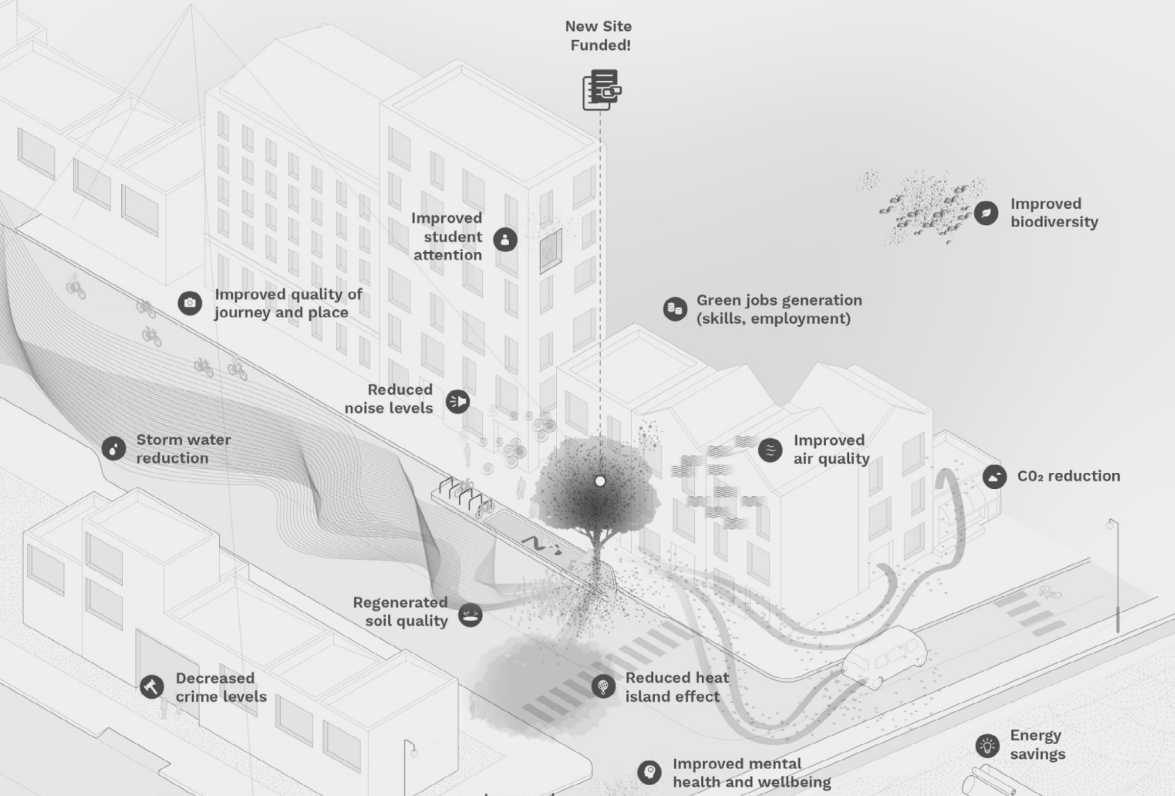 New Site
Funded!
Improved
biodiversity
Improved
student
attention
Improved quality of
journey and place
Green jobs generation
(skills, employment)
Reduced
noise levels
Storm water
reduction
Improved
air quality
C0₂ reduction
Regenerated
soil quality
Decreased
crime levels
Reduced heat
island effect
Energy
savings
Improved mental
health and wellbeing